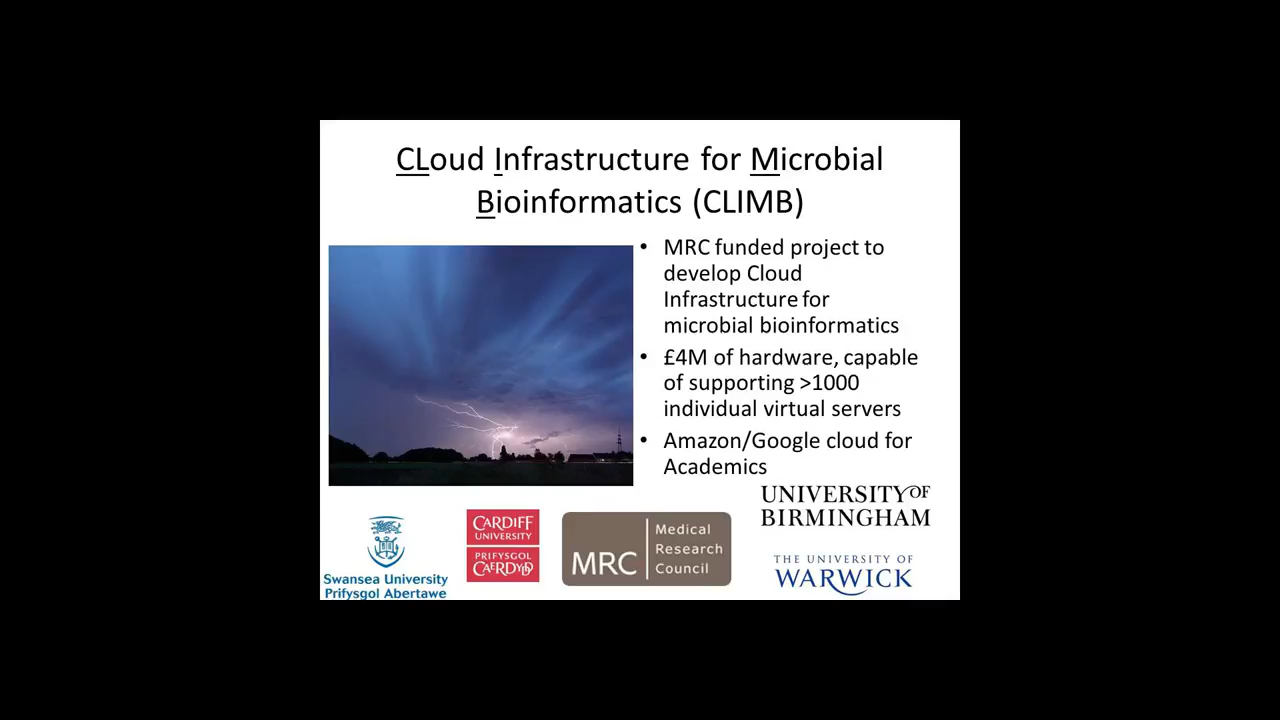 CLoud Infrastructure for Microbial
Bioinformatics (CLIMB)
• MRC funded project to
develop Cloud
Infrastructure for
microbial bioinformatics
• £4M of hardware, capable
of supporting >1000
individual virtual servers
• Amazon/Google cloud for
Academics
UNIVERSITY OF
BIRMINGHAM
Swansea University
Prifysgol Abertawe
CARDIFF
UNIVERSITY
PRIFYSGOL
CAERDYDD
MRC
Medical
Research
Council
THE UNIVERSITY OF
WARWICK